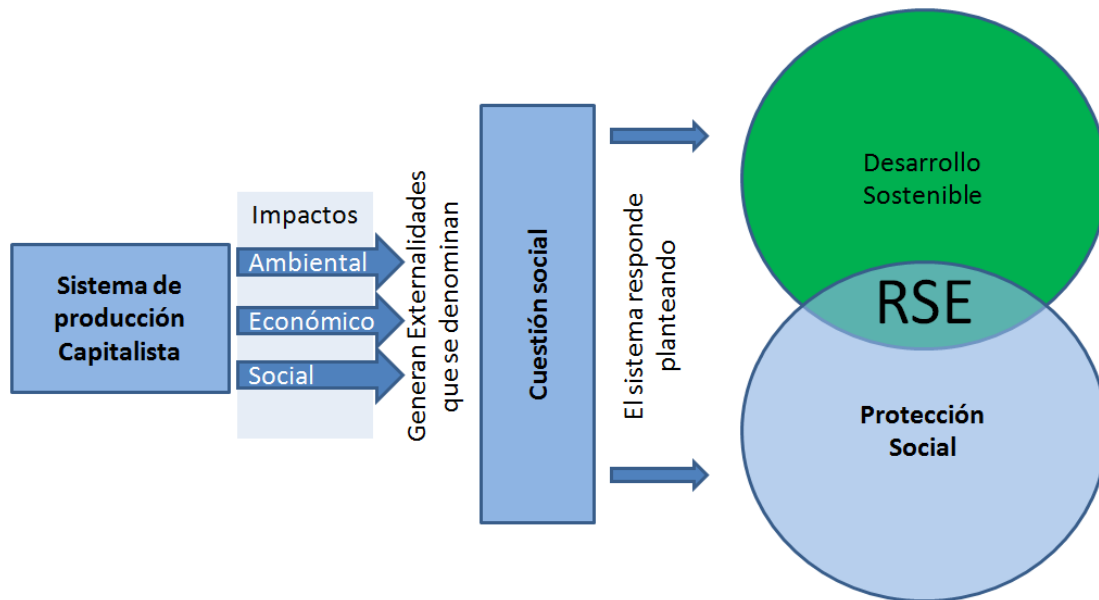 Sistema de
producción
Capitalista
Impactos
Ambiental
Económico
Social
Generan Externalidades
que se denominan
Cuestión social
El sistema responde
planteando
Desarrollo
Sostenible
RSE
Protección
Social